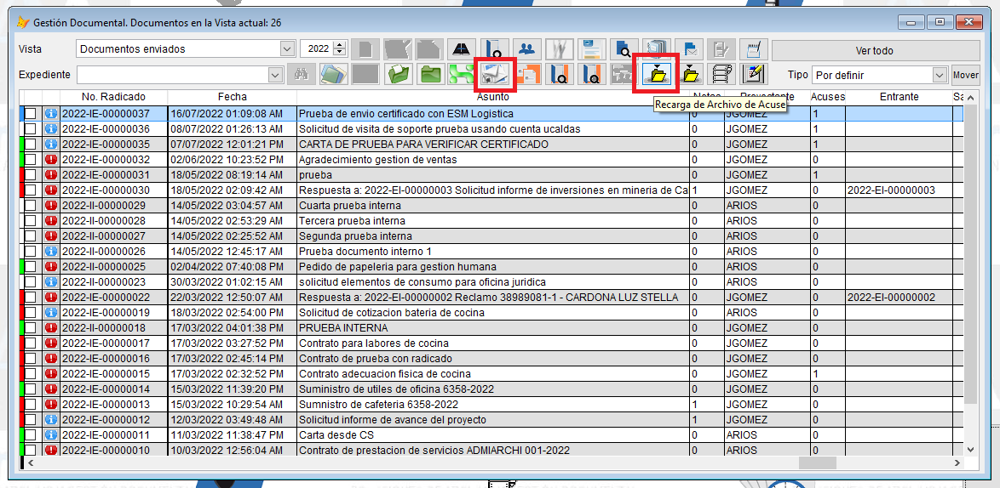 Gestión Documental. Documentos en la Vista actual: 26
Vista Documentos enviados 2022 Ver todo
Expediente Tipo Por definir Mover
No. Radicado Fecha Asunto Notas Proyectante Acuses Entrante Sa
Recarga de Archivo de Acuse
2022-IE-00000037 16/07/2022 01:09:08 AM Prueba de envio certificado con ESM Logistica 0 JGOMEZ 1
2022-IE-00000036 08/07/2022 01:26:13 AM Solicitud de visita de soporte prueba usando cuenta ucaldas 0 JGOMEZ 1
2022-IE-00000035 07/07/2022 12:01:21 PM CARTA DE PRUEBA PARA VERIFICAR CERTIFICADO 0 JGOMEZ 1
2022-IE-00000032 02/06/2022 10:23:52 PM Agradecimiento gestion de ventas 0 JGOMEZ 0
2022-IE-00000031 18/05/2022 08:19:14 AM prueba 0 JGOMEZ 1
2022-IE-00000030 18/05/2022 02:09:42 AM Respuesta a: 2022-EI-00000003 Solicitud informe de inversiones en mineria de Ca 1 JGOMEZ 0 2022-EI-00000003
2022-II-00000029 14/05/2022 03:04:57 AM Cuarta prueba interna 0 ARIOS 0
2022-II-00000028 14/05/2022 02:53:29 AM Tercera prueba interna 0 ARIOS 0
2022-II-00000027 14/05/2022 02:25:52 AM Segunda prueba interna 0 ARIOS 0
2022-II-00000026 14/05/2022 12:45:17 AM Prueba documento interno 1 0 ARIOS 0
2022-II-00000025 02/04/2022 07:40:08 PM Pedido de papeleria para gestion humana 0 ARIOS 0
2022-II-00000023 30/03/2022 01:02:15 AM solicitud elementos de consumo para oficina juridica 0 ARIOS 0
2022-IE-00000022 22/03/2022 12:50:07 AM Respuesta a: 2022-EI-00000002 Reclamo 38989081-1 - CARDONA LUZ STELLA 0 JGOMEZ 0 2022-EI-00000002
2022-IE-00000019 18/03/2022 02:54:00 PM Solicitud de cotizacion bateria de cocina 0 ARIOS 0
2022-II-00000018 17/03/2022 04:01:38 PM PRUEBA INTERNA 0 JGOMEZ 0
2022-IE-00000017 17/03/2022 03:27:52 PM Contrato para labores de cocina 0 JGOMEZ 0
2022-IE-00000016 17/03/2022 02:45:14 PM Contrato de prueba con radicado 0 JGOMEZ 0
2022-IE-00000015 17/03/2022 02:32:52 PM Contrato adecuacion fisica de cocina 0 JGOMEZ 1
2022-IE-00000014 15/03/2022 11:39:20 PM Suministro de utiles de oficina 6358-2022 0 JGOMEZ 0
2022-IE-00000013 15/03/2022 10:29:54 AM Sumnistro de cafeteria 6358-2022 1 JGOMEZ 0
2022-IE-00000012 12/03/2022 03:49:48 AM Solicitud informe de avance del proyecto 1 JGOMEZ 0
2022-IE-00000011 11/03/2022 11:38:47 PM Carta desde CS 0 ARIOS 0
2022-IE-00000010 10/03/2022 12:56:04 AM Contrato de prestacion de servicios ADMIARCHI 001-2022 0 ARIOS 0